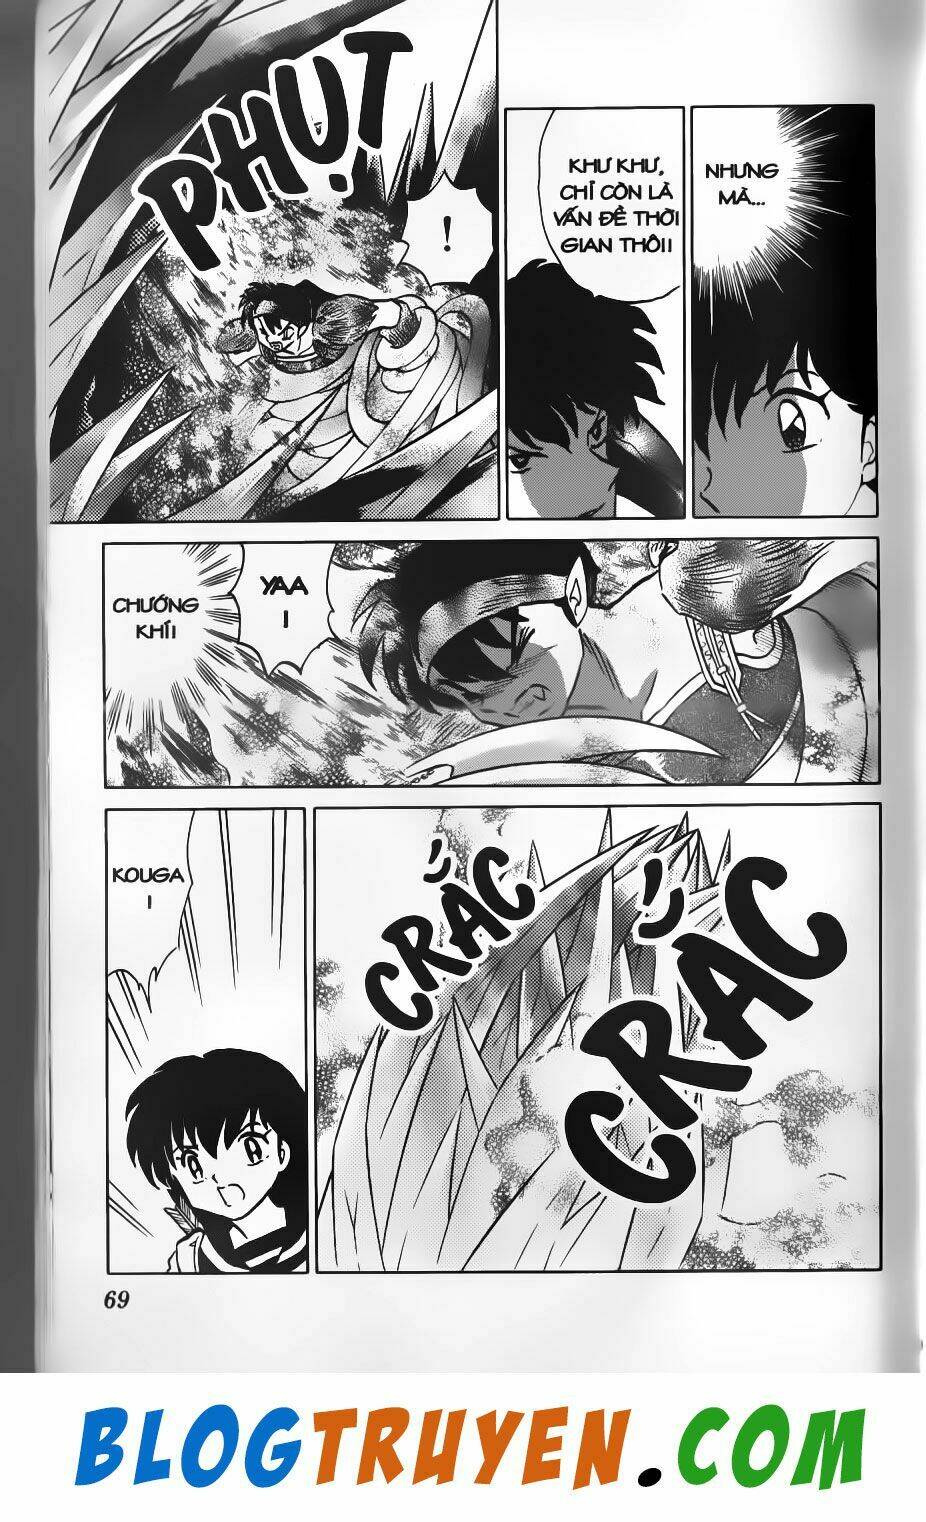 NHƯNG
MÀ...
KHƯ KHƯ,
CHỈ CÒN LÀ
VẤN ĐỀ THỜI
GIAN THÔI!
!
PHỤT
YAA
!
CHƯỚNG
KHÍ!
CRẮC
CRẮC
KOUGA
!
69
BLOGTRUYEN.COM